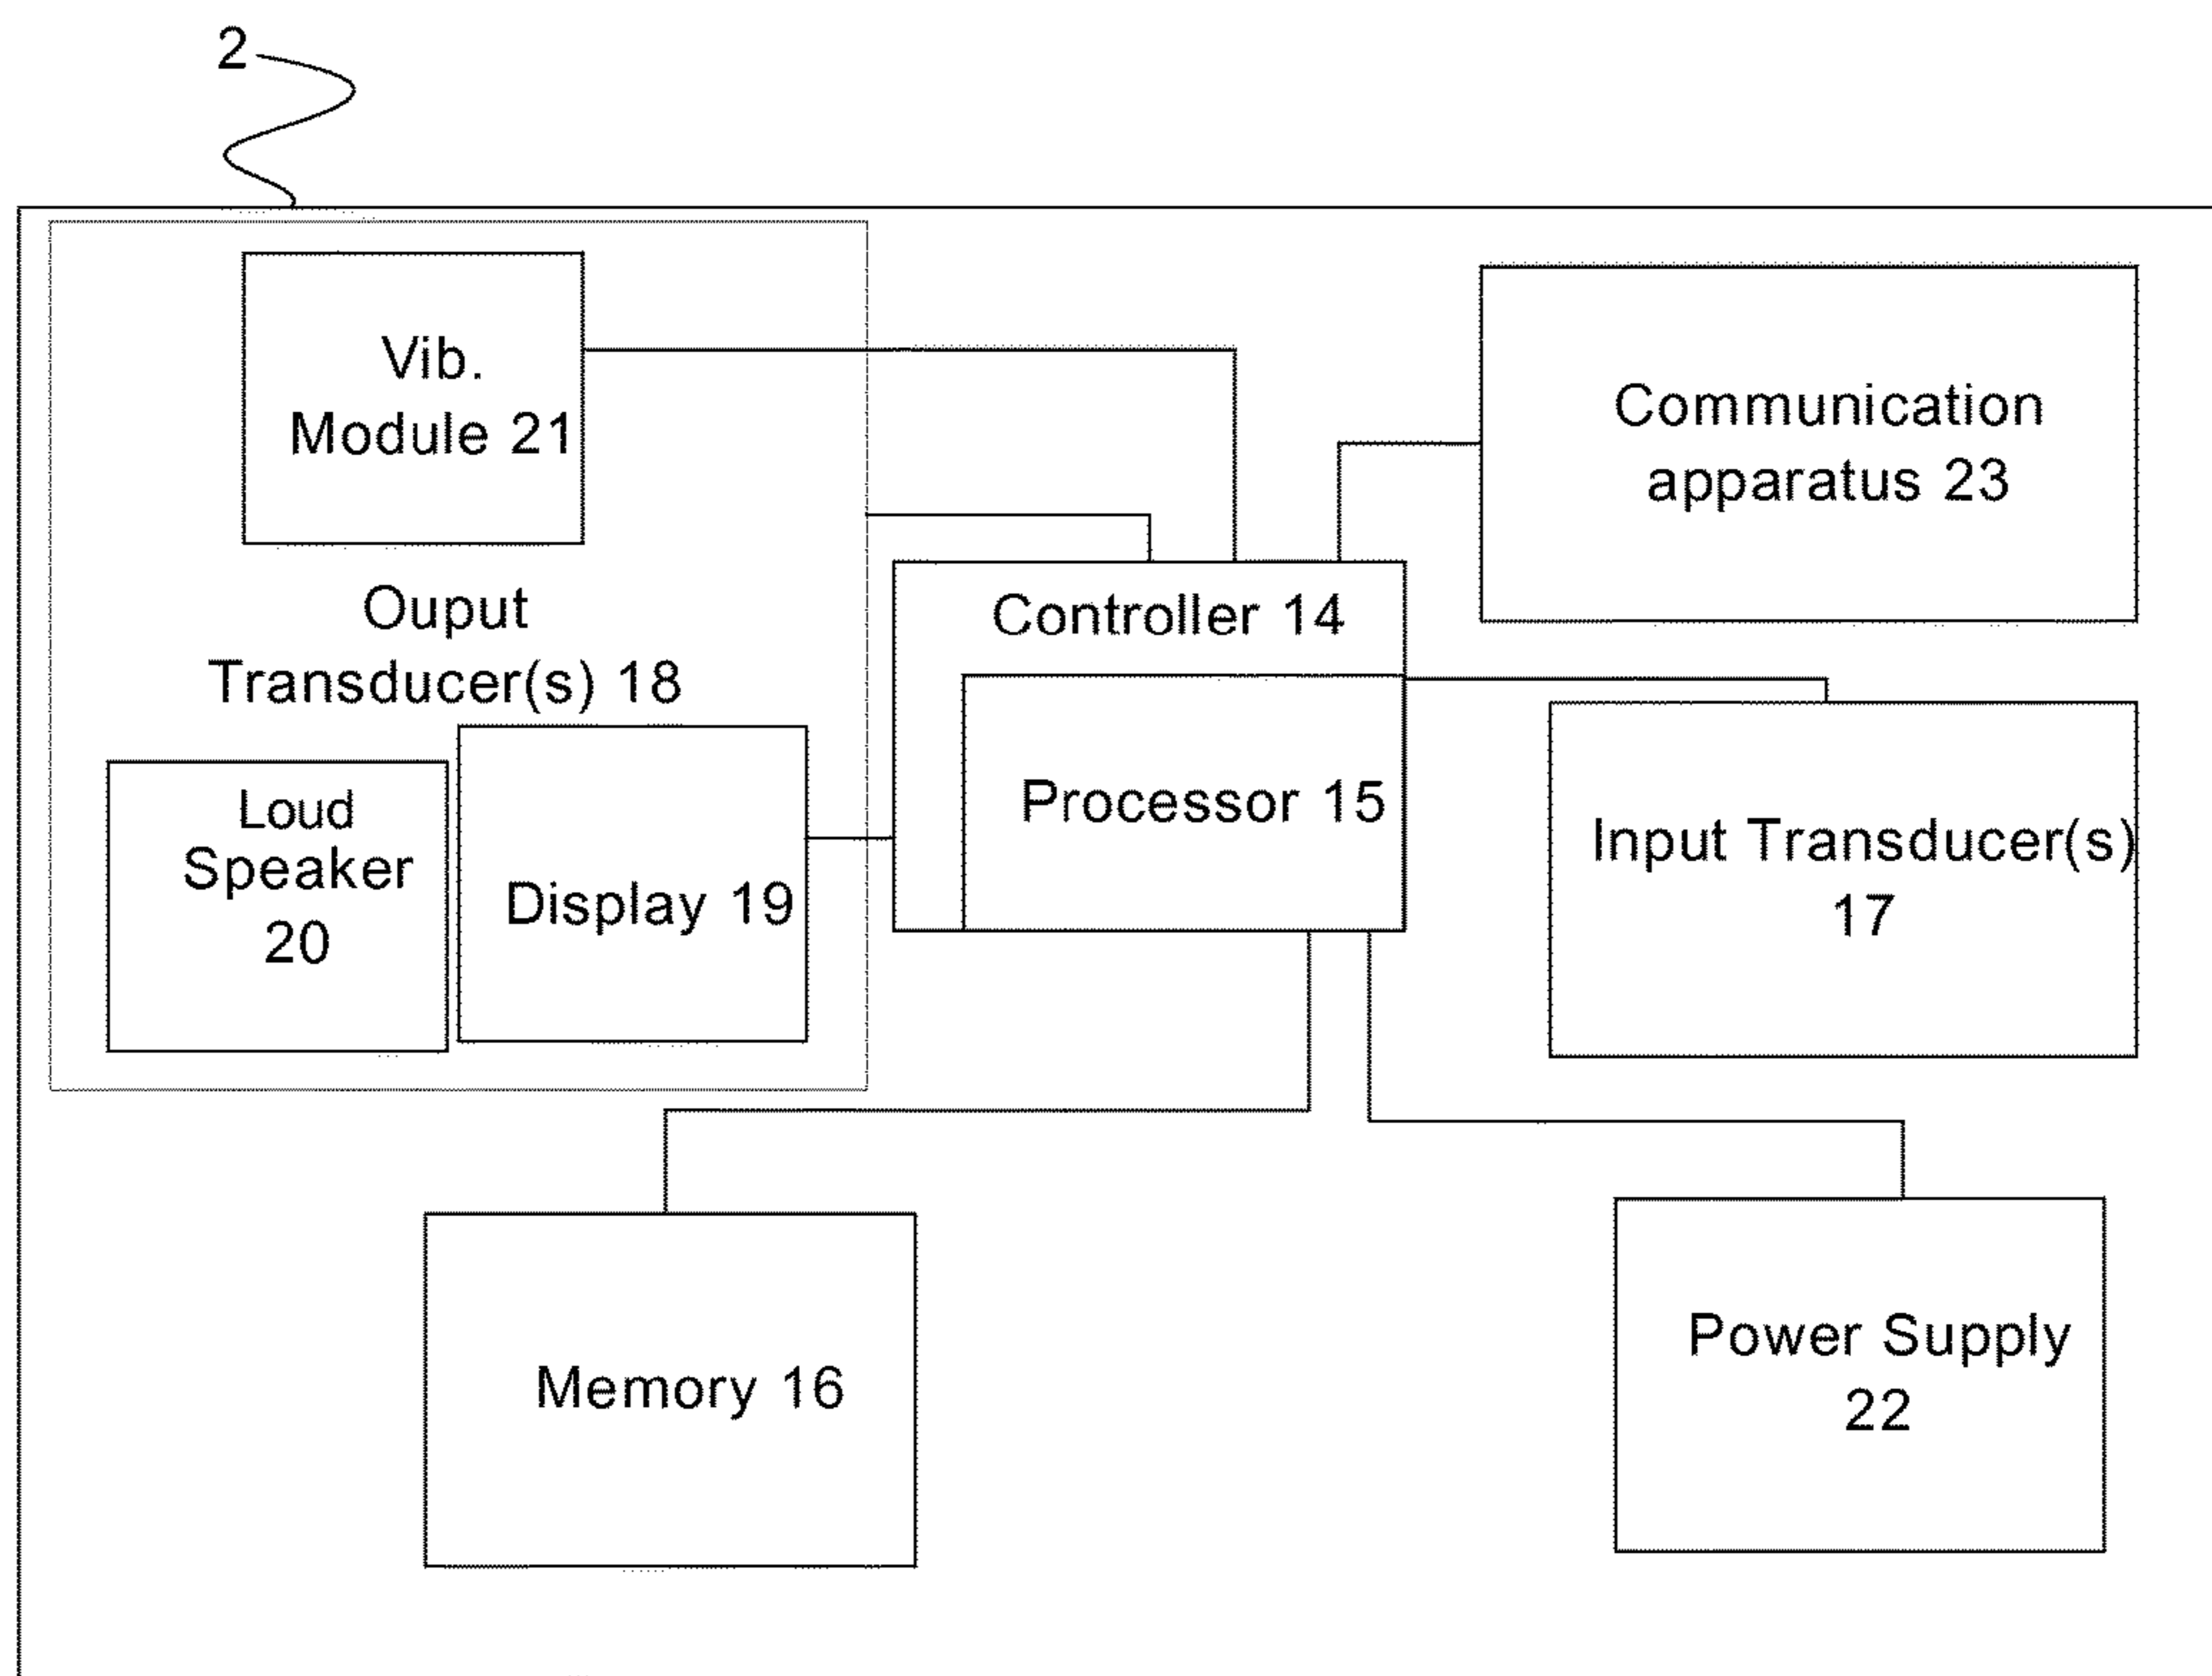 2
Vib.
Module 21
Ouput
Transducer(s) 18
Loud
Speaker
20
Display 19
Controller 14
Processor 15
Communication
apparatus 23
Input Transducer(s)
17
Memory 16
Power Supply
22